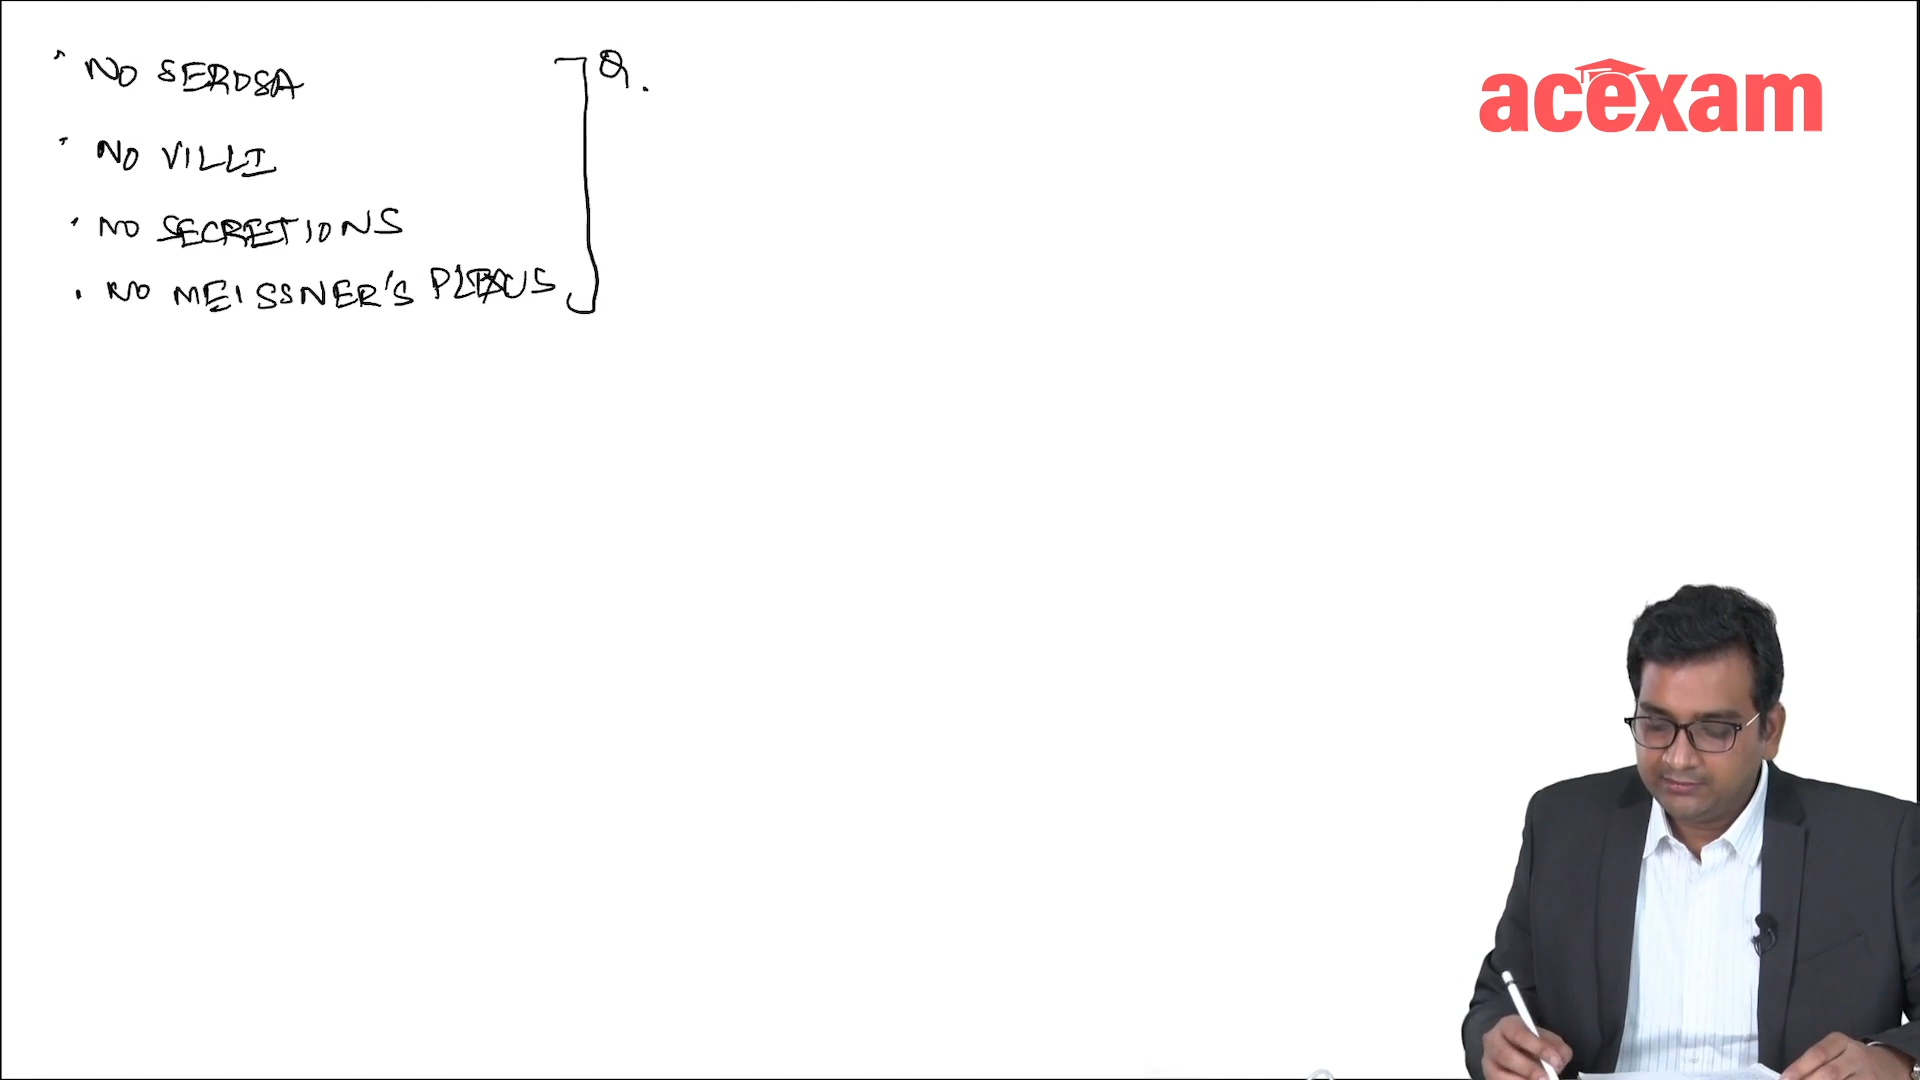 · NO SEROSA
· NO VILLI
· NO SECRETIONS
· NO MEISSNER'S PLEXUS
Q.
acexam